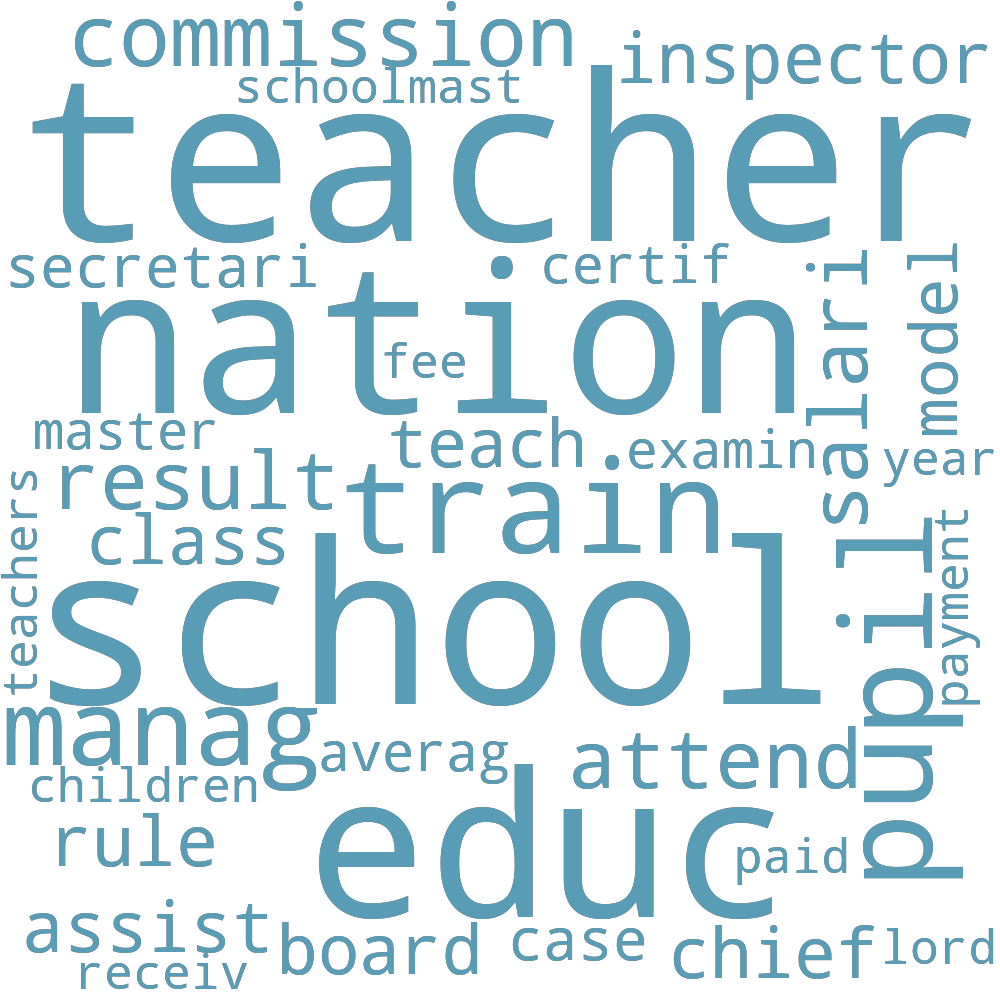 commission
inspector
schoolmast
teacher
secretari
certif
nation
salari
model
fee
master
teach
examin
year
result
train
teachers
class
pupil
payment
school
manag
averag
attend
children
educ
rule
paid
assist
board
case
chief
lord
receiv